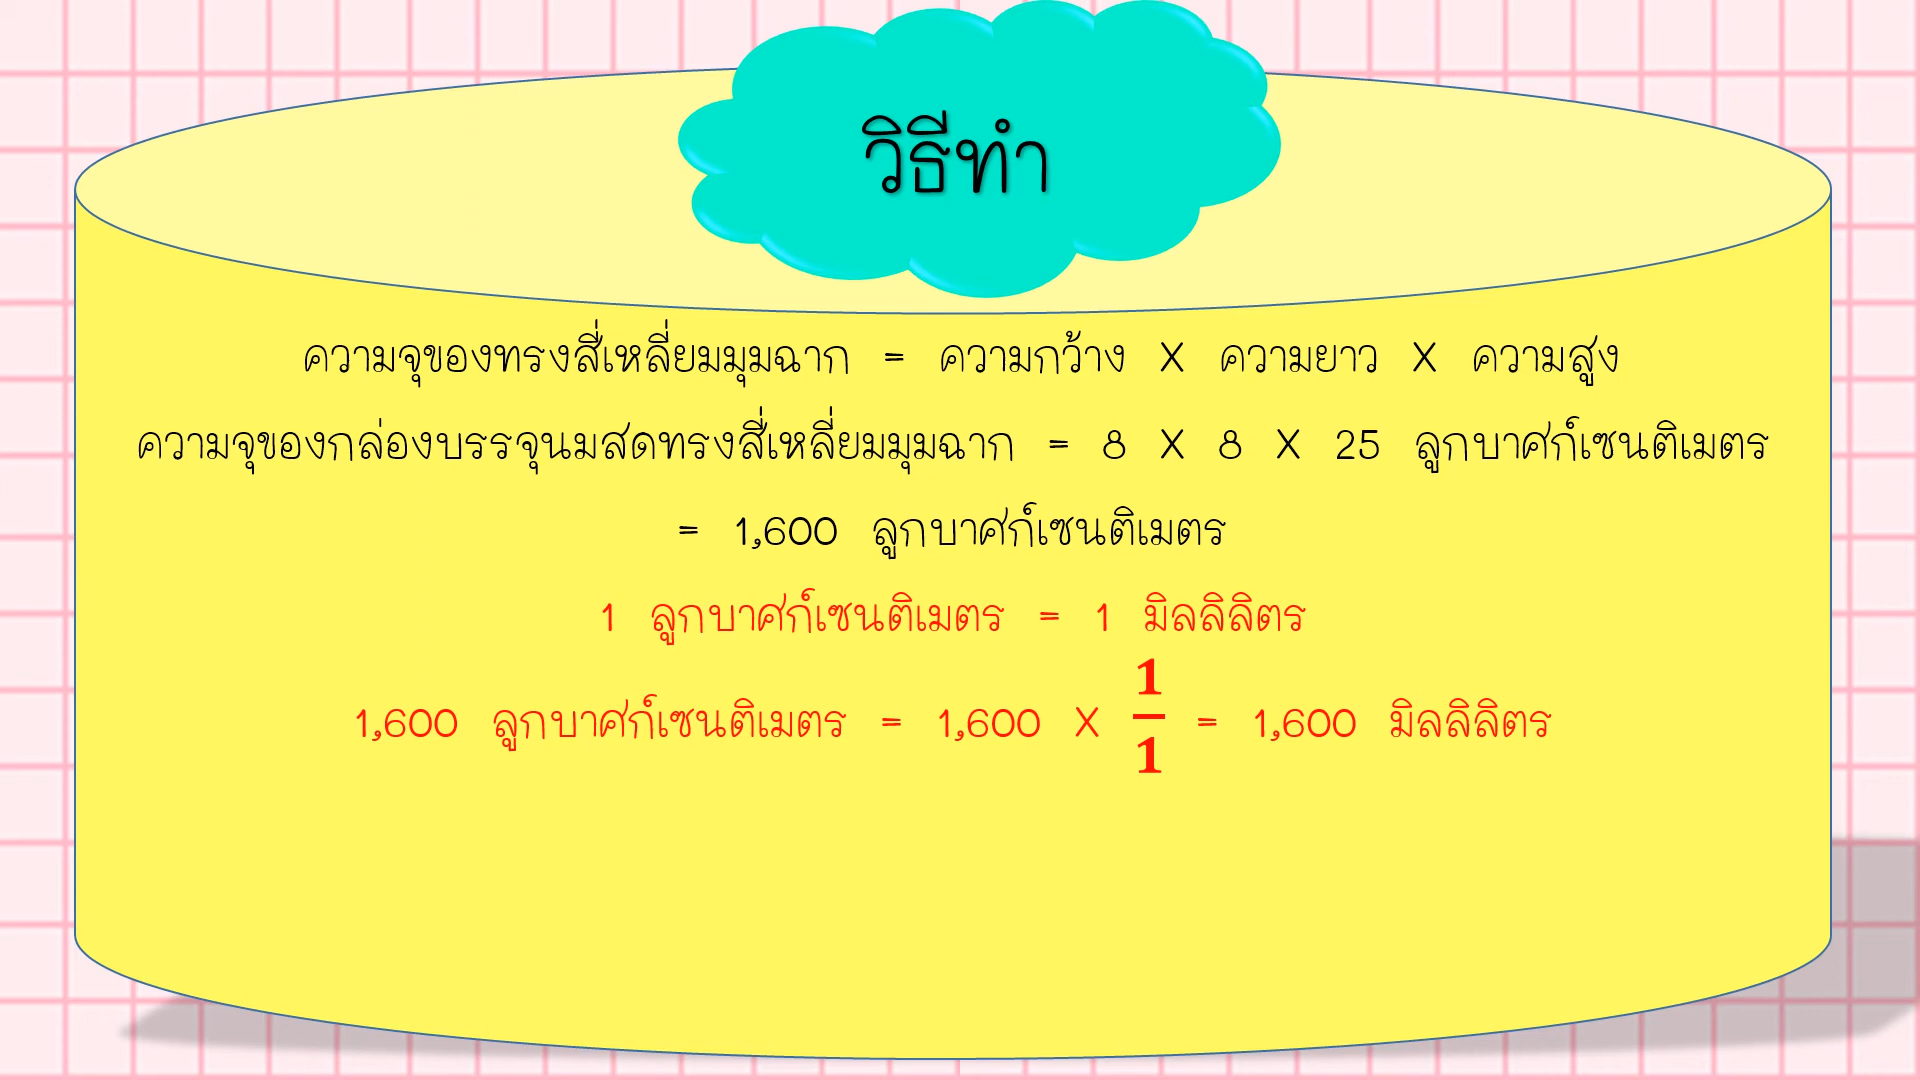 วิธีทำ
ความจุของทรงสี่เหลี่ยมมุมฉาก = ความกว้าง X ความยาว X ความสูง
ความจุของกล่องบรรจุนมสดทรงสี่เหลี่ยมมุมฉาก = 8 X 8 X 25 ลูกบาศก์เซนติเมตร
= 1,600 ลูกบาศก์เซนติเมตร
1 ลูกบาศก์เซนติเมตร = 1 มิลลิลิตร
1,600 ลูกบาศก์เซนติเมตร = 1,600 X 1/1 = 1,600 มิลลิลิตร